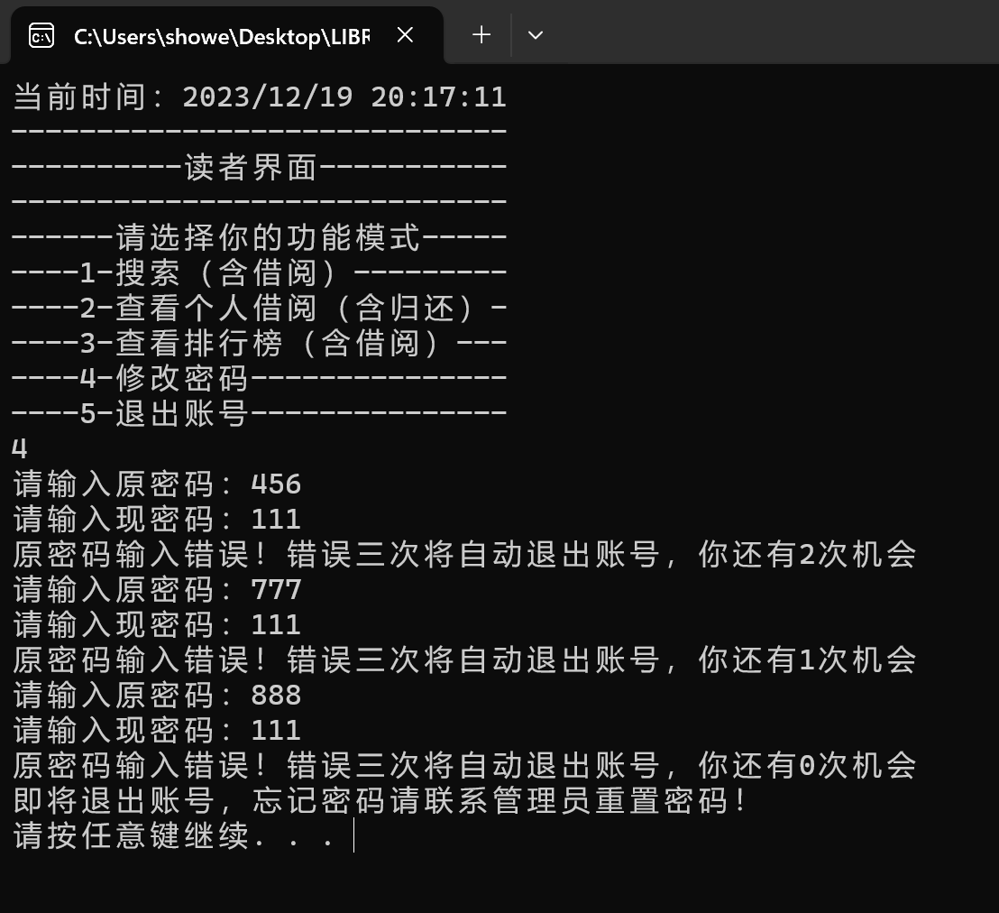 C:\Users\showe\Desktop\LIBR
当前时间：2023/12/19 20:17:11
-----------------------------
----------读者界面-----------
-----------------------------
------请选择你的功能模式-----
----1-搜索（含借阅）---------
----2-查看个人借阅（含归还）-
----3-查看排行榜（含借阅）---
----4-修改密码---------------
----5-退出账号---------------
4
请输入原密码：456
请输入现密码：111
原密码输入错误！错误三次将自动退出账号，你还有2次机会
请输入原密码：777
请输入现密码：111
原密码输入错误！错误三次将自动退出账号，你还有1次机会
请输入原密码：888
请输入现密码：111
原密码输入错误！错误三次将自动退出账号，你还有0次机会
即将退出账号，忘记密码请联系管理员重置密码！
请按任意键继续. . .